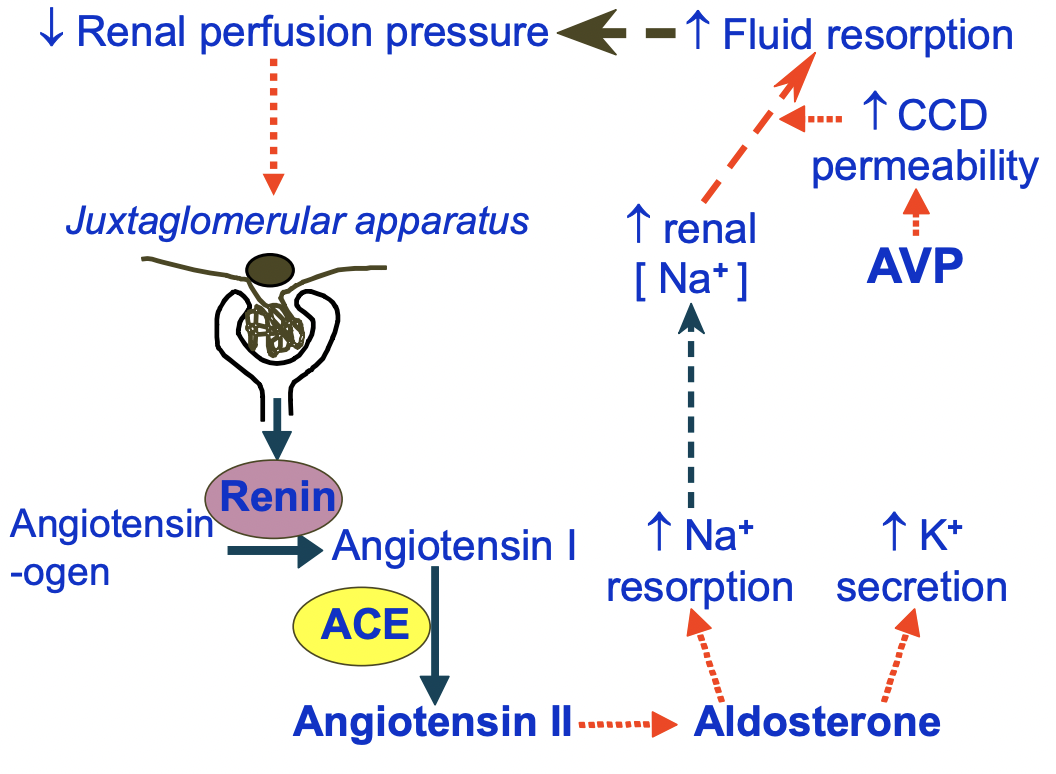 ↓ Renal perfusion pressure
↑ Fluid resorption
↑ CCD
permeability
AVP
↑ renal
[ Na⁺ ]
Juxtaglomerular apparatus
Renin
Angiotensin
-ogen
Angiotensin I
ACE
Angiotensin II
Aldosterone
↑ Na⁺
resorption
↑ K⁺
secretion